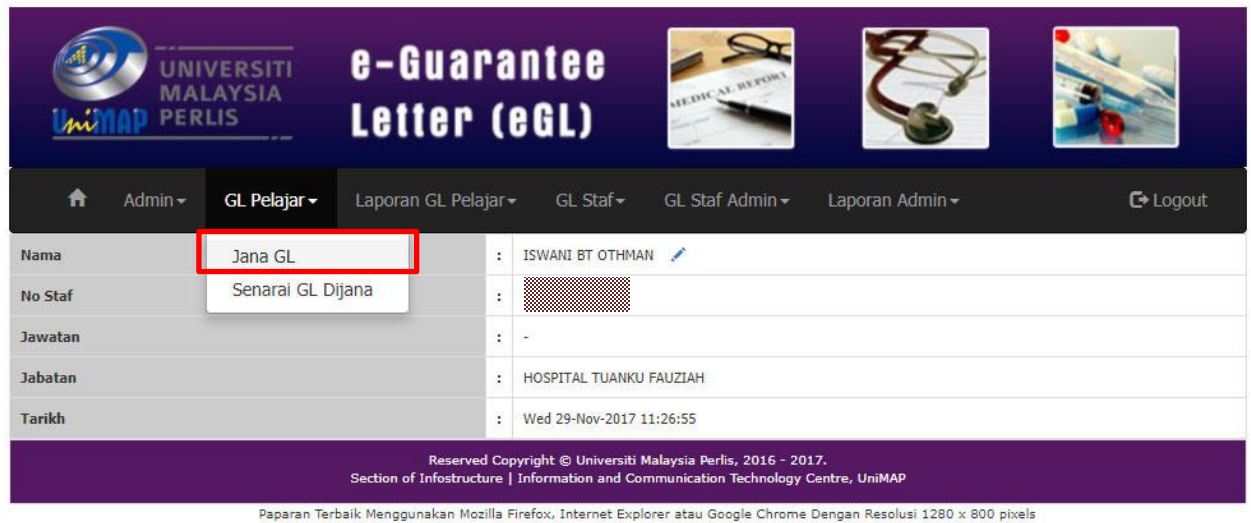 UNIVERSITI
MALAYSIA
PERLIS
UniMAP
e-Guarantee
Letter (eGL)
MEDICAL REPORT
Admin
GL Pelajar
Laporan GL Pelajar
GL Staf
GL Staf Admin
Laporan Admin
Logout
Jana GL
Senarai GL Dijana
Nama : ISWANI BT OTHMAN
No Staf :
Jawatan : -
Jabatan : HOSPITAL TUANKU FAUZIAH
Tarikh : Wed 29-Nov-2017 11:26:55
Reserved Copyright © Universiti Malaysia Perlis, 2016 - 2017.
Section of Infostructure | Information and Communication Technology Centre, UniMAP
Paparan Terbaik Menggunakan Mozilla Firefox, Internet Explorer atau Google Chrome Dengan Resolusi 1280 x 800 pixels